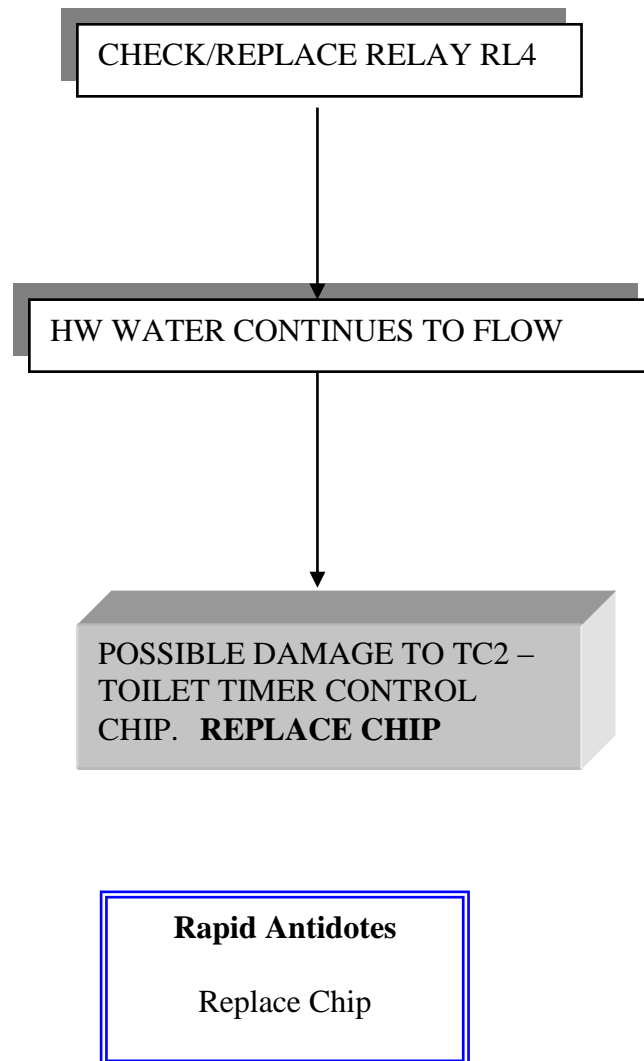 CHECK/REPLACE RELAY RL4
HW WATER CONTINUES TO FLOW
POSSIBLE DAMAGE TO TC2 –
TOILET TIMER CONTROL
CHIP.   REPLACE CHIP
Rapid Antidotes
Replace Chip